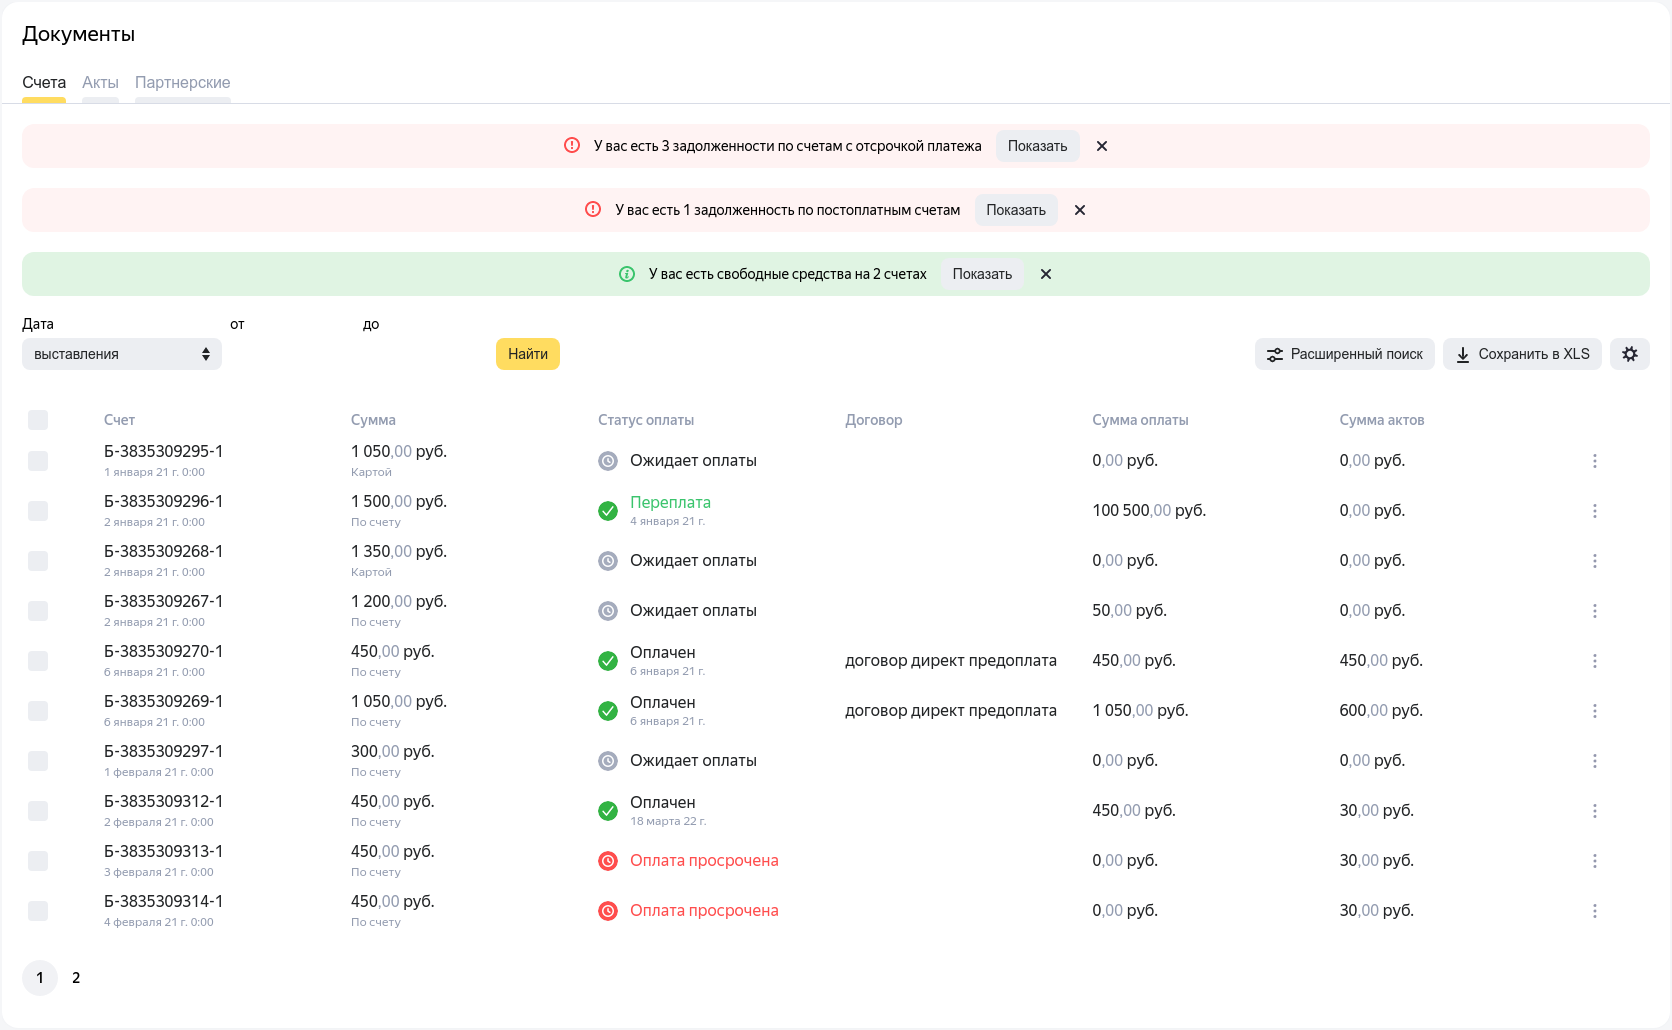 Документы
Счета Акты Партнерские
У вас есть 3 задолженности по счетам с отсрочкой платежа Показать
У вас есть 1 задолженность по постоплатным счетам Показать
У вас есть свободные средства на 2 счетах Показать
Дата от до
выставления Найти Расширенный поиск Сохранить в XLS
Счет Сумма Статус оплаты Договор Сумма оплаты Сумма актов
Б-3835309295-1 1 050,00 руб. Ожидает оплаты 0,00 руб. 0,00 руб.
1 января 21 г. 0:00 Картой
Б-3835309296-1 1 500,00 руб. Переплата 100 500,00 руб. 0,00 руб.
2 января 21 г. 0:00 По счету 4 января 21 г.
Б-3835309268-1 1 350,00 руб. Ожидает оплаты 0,00 руб. 0,00 руб.
2 января 21 г. 0:00 Картой
Б-3835309267-1 1 200,00 руб. Ожидает оплаты 50,00 руб. 0,00 руб.
2 января 21 г. 0:00 По счету
Б-3835309270-1 450,00 руб. Оплачен договор директ предоплата 450,00 руб. 450,00 руб.
6 января 21 г. 0:00 По счету 6 января 21 г.
Б-3835309269-1 1 050,00 руб. Оплачен договор директ предоплата 1 050,00 руб. 600,00 руб.
6 января 21 г. 0:00 По счету 6 января 21 г.
Б-3835309297-1 300,00 руб. Ожидает оплаты 0,00 руб. 0,00 руб.
1 февраля 21 г. 0:00 По счету
Б-3835309312-1 450,00 руб. Оплачен 450,00 руб. 30,00 руб.
2 февраля 21 г. 0:00 По счету 18 марта 22 г.
Б-3835309313-1 450,00 руб. Оплата просрочена 0,00 руб. 30,00 руб.
3 февраля 21 г. 0:00 По счету
Б-3835309314-1 450,00 руб. Оплата просрочена 0,00 руб. 30,00 руб.
4 февраля 21 г. 0:00 По счету
1 2